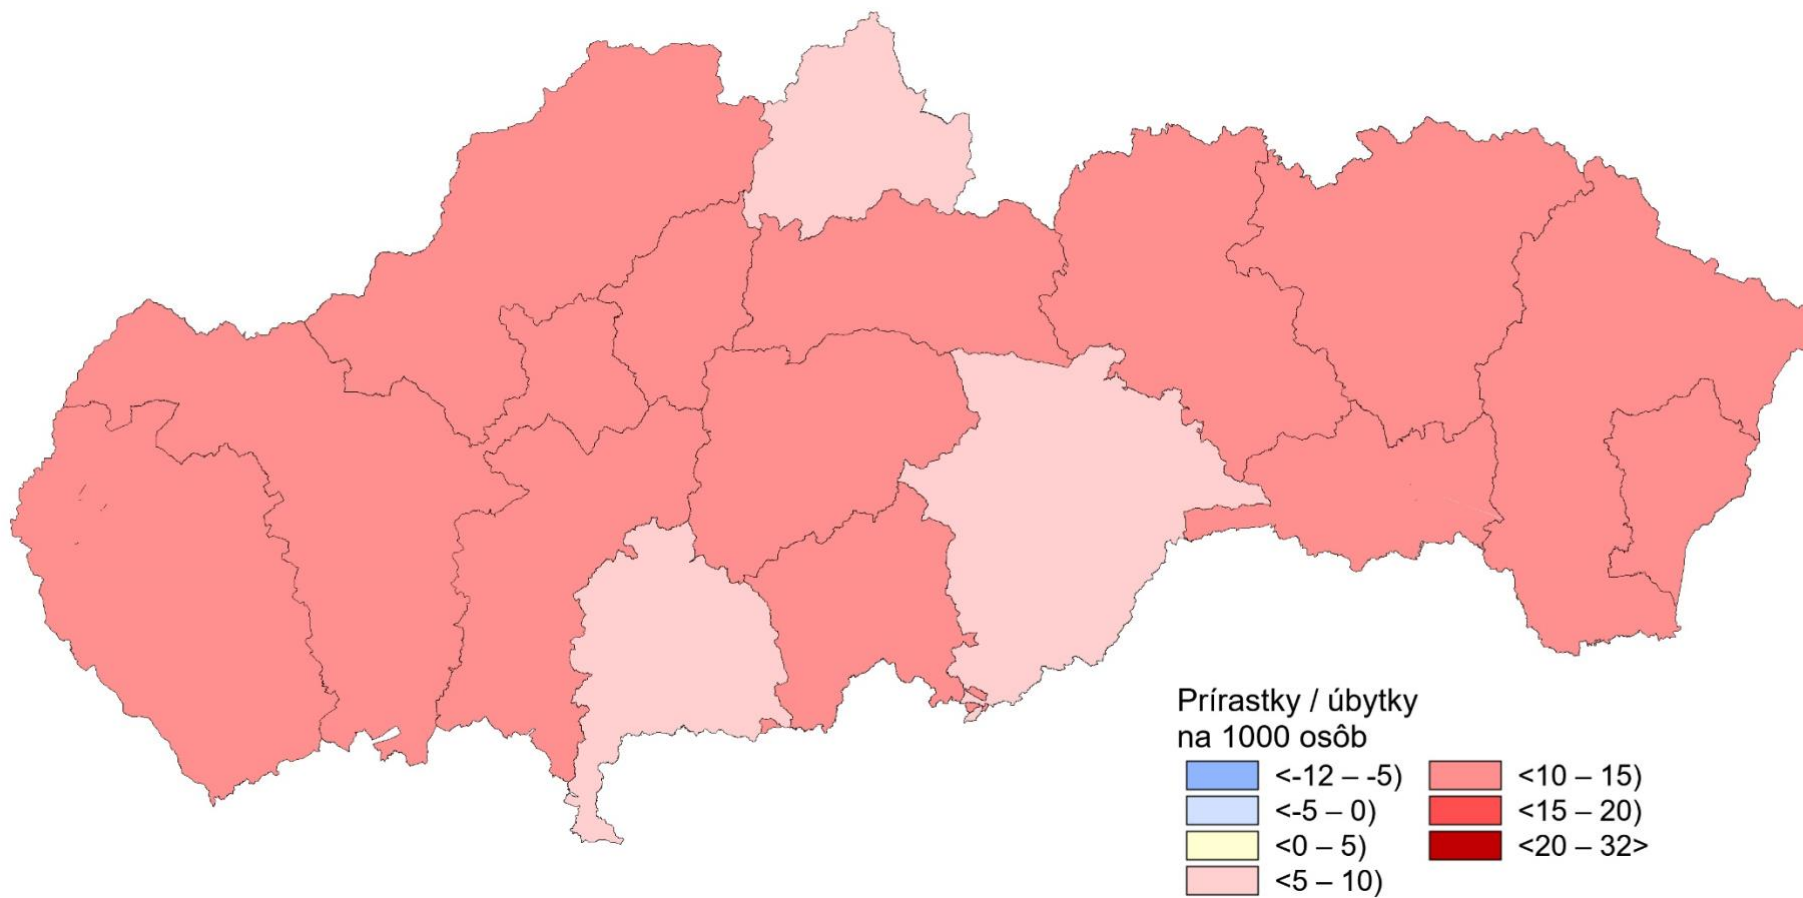 Prírastky / úbytky
na 1000 osôb
<-12 – -5)
<-5 – 0)
<0 – 5)
<5 – 10)
<10 – 15)
<15 – 20)
<20 – 32>